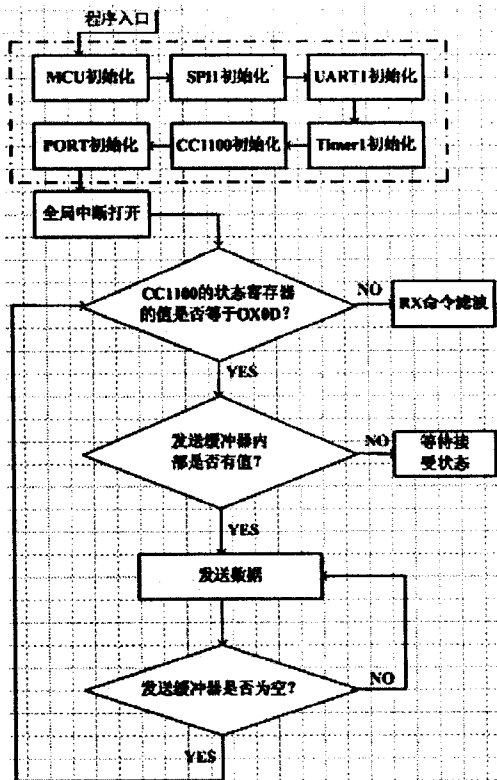 程序入口
MCU初始化
SPI1初始化
UART1初始化
PORT初始化
CC1100初始化
Timer1初始化
全局中断打开
CC1100的状态寄存器
的值是否等于OX0D?
NO
RX命令滤波
YES
发送缓冲器内
部是否有值?
NO
等待接
受状态
YES
发送数据
发送缓冲器是否为空?
NO
YES